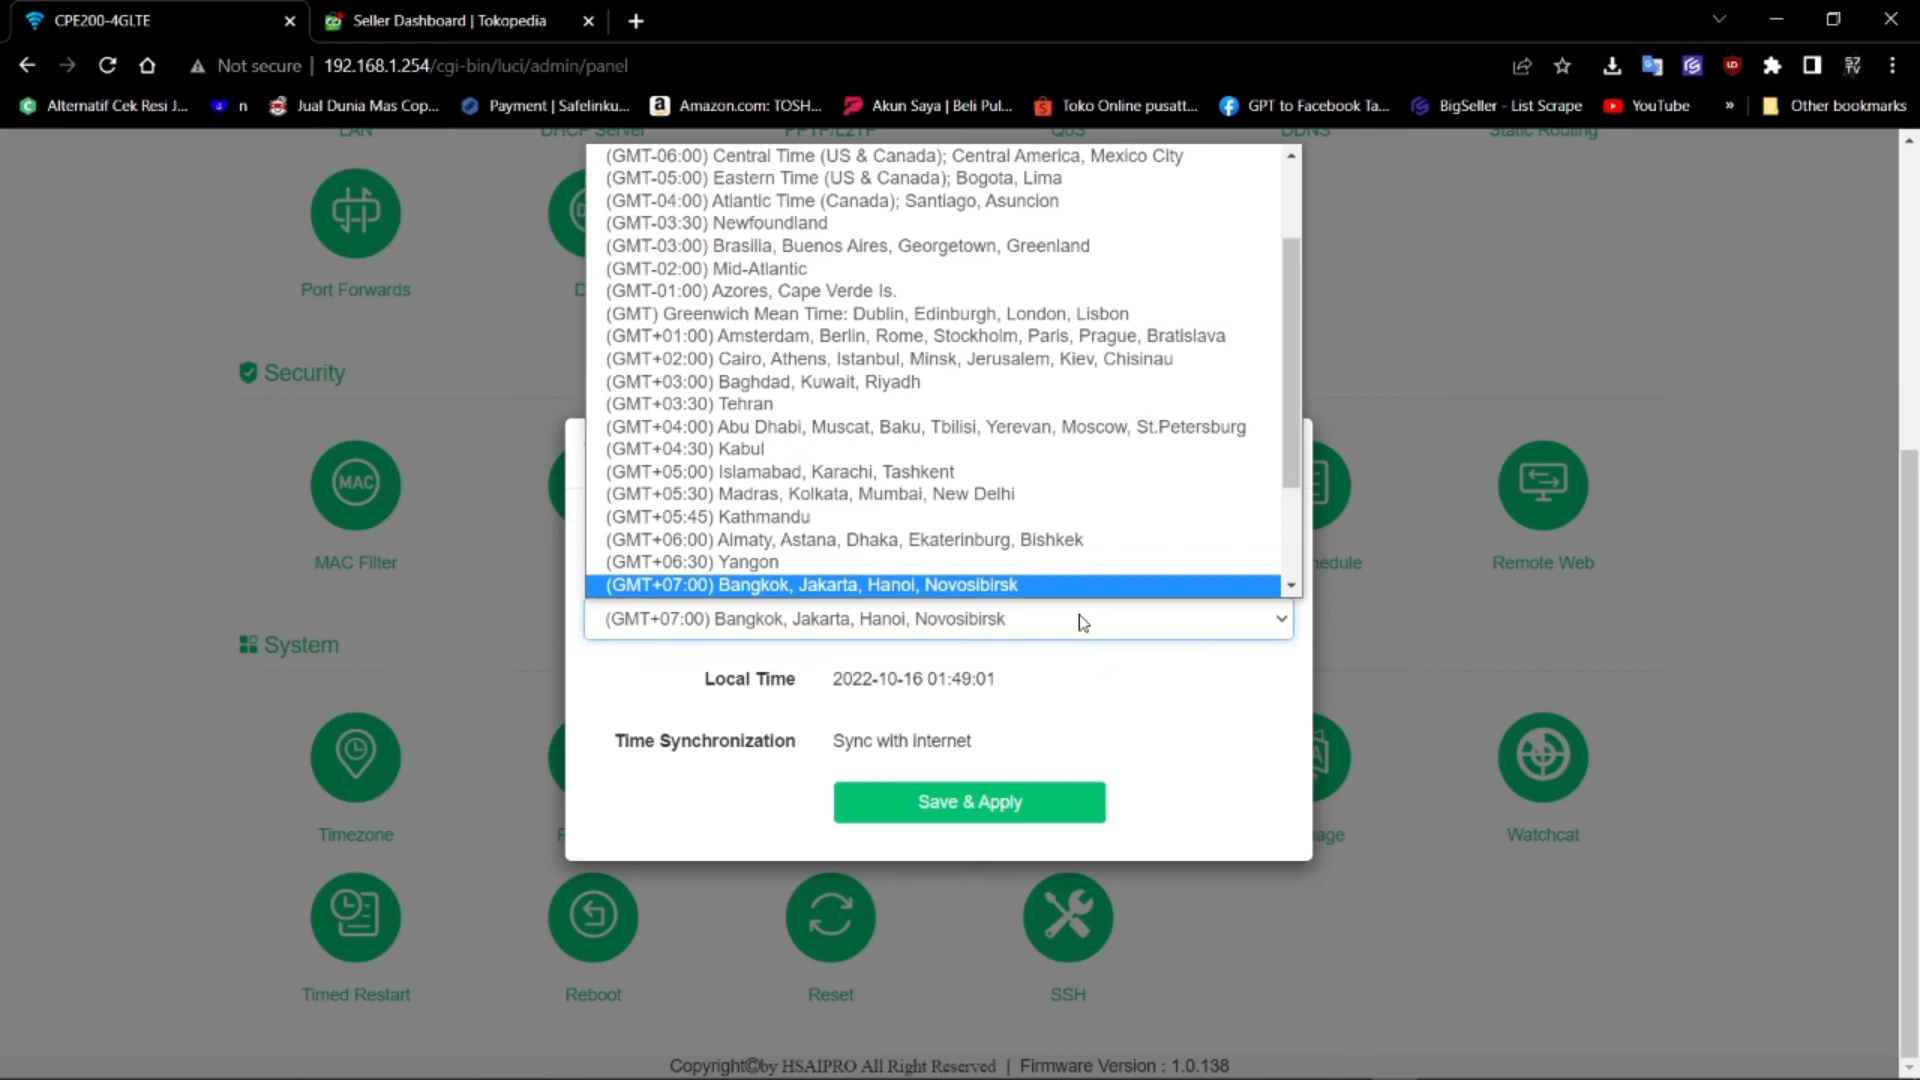 CPE200-4GLTE
Seller Dashboard | Tokopedia
Not secure | 192.168.1.254/cgi-bin/luci/admin/panel
Alternatif Cek Resi J... n Jual Dunia Mas Cop... Payment | Safelinku... Amazon.com: TOSH... Akun Saya | Beli Pul... Toko Online pusatt... GPT to Facebook Ta... BigSeller - List Scrape YouTube » Other bookmarks
LAN DHCP Server PPTP/L2TP QoS DDNS Static Routing
(GMT-06:00) Central Time (US & Canada); Central America, Mexico City
(GMT-05:00) Eastern Time (US & Canada); Bogota, Lima
(GMT-04:00) Atlantic Time (Canada); Santiago, Asuncion
(GMT-03:30) Newfoundland
(GMT-03:00) Brasilia, Buenos Aires, Georgetown, Greenland
(GMT-02:00) Mid-Atlantic
(GMT-01:00) Azores, Cape Verde Is.
(GMT) Greenwich Mean Time: Dublin, Edinburgh, London, Lisbon
(GMT+01:00) Amsterdam, Berlin, Rome, Stockholm, Paris, Prague, Bratislava
(GMT+02:00) Cairo, Athens, Istanbul, Minsk, Jerusalem, Kiev, Chisinau
(GMT+03:00) Baghdad, Kuwait, Riyadh
(GMT+03:30) Tehran
(GMT+04:00) Abu Dhabi, Muscat, Baku, Tbilisi, Yerevan, Moscow, St.Petersburg
(GMT+04:30) Kabul
(GMT+05:00) Islamabad, Karachi, Tashkent
(GMT+05:30) Madras, Kolkata, Mumbai, New Delhi
(GMT+05:45) Kathmandu
(GMT+06:00) Almaty, Astana, Dhaka, Ekaterinburg, Bishkek
(GMT+06:30) Yangon
(GMT+07:00) Bangkok, Jakarta, Hanoi, Novosibirsk
(GMT+07:00) Bangkok, Jakarta, Hanoi, Novosibirsk
Local Time 2022-10-16 01:49:01
Time Synchronization Sync with internet
Save & Apply
Port Forwards
Security
MAC
MAC Filter
Remote Web
System
Timezone
Watchcat
Timed Restart Reboot Reset SSH
Copyright©by HSAIPRO All Right Reserved | Firmware Version : 1.0.138